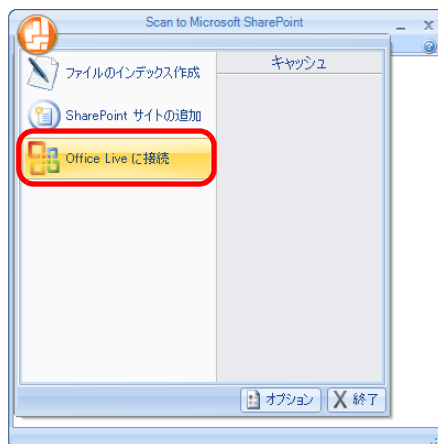 Scan to Microsoft SharePoint
ファイルのインデックス作成
キャッシュ
SharePoint サイトの追加
Office Live に接続
オプション
終了